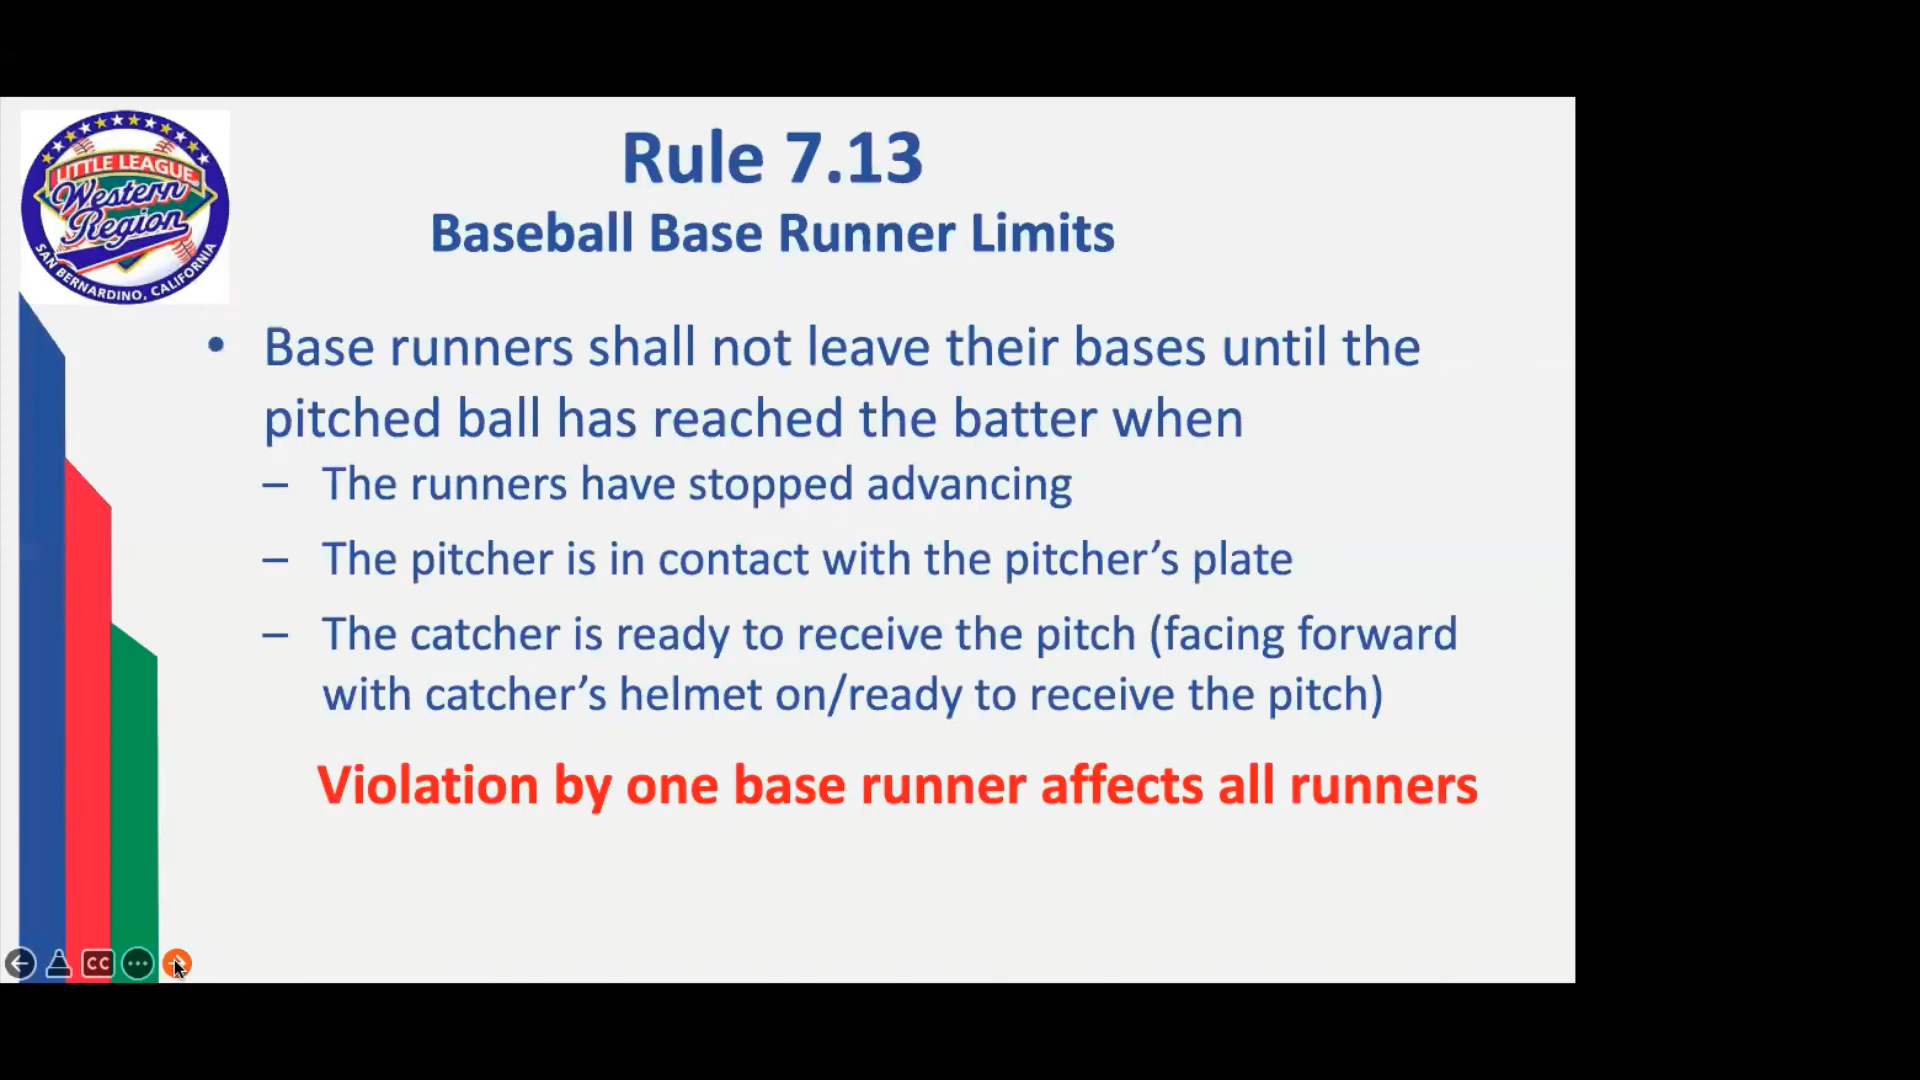 LITTLE LEAGUE
Western
Region
SAN BERNARDINO, CALIFORNIA
Rule 7.13
Baseball Base Runner Limits
• Base runners shall not leave their bases until the
pitched ball has reached the batter when
– The runners have stopped advancing
– The pitcher is in contact with the pitcher’s plate
– The catcher is ready to receive the pitch (facing forward
with catcher’s helmet on/ready to receive the pitch)
Violation by one base runner affects all runners
CC